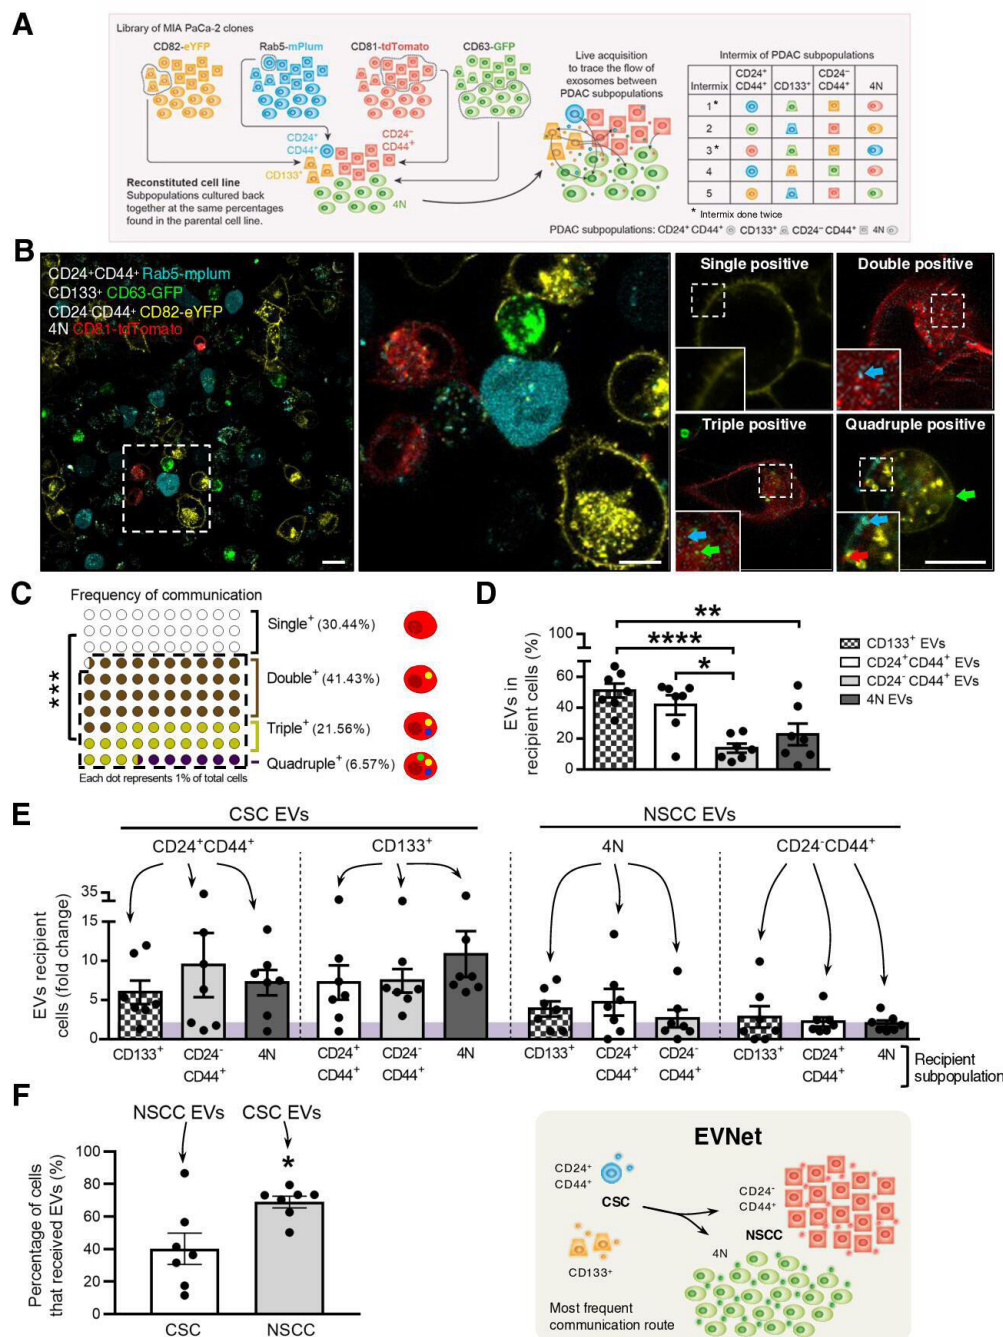 A
Library of MIA PaCa-2 clones
CD82-eYFP
Rab5-mPlum
CD81-tdTomato
CD63-GFP
CD24+
CD44+
CD24−
CD44+
CD133+
4N
Reconstituted cell line
Subpopulations cultured back
together at the same percentages
found in the parental cell line.
Live acquisition
to trace the flow of
exosomes between
PDAC subpopulations
Intermix of PDAC subpopulations
Intermix CD24+ CD44+ CD133+ CD24− CD44+ 4N
1*
2
3*
4
5
* Intermix done twice
PDAC subpopulations: CD24+CD44+ CD133+ CD24−CD44+ 4N
B
CD24+CD44+ Rab5-mplum
CD133+ CD63-GFP
CD24-CD44+ CD82-eYFP
4N CD81-tdTomato
Single positive
Double positive
Triple positive
Quadruple positive
C
Frequency of communication
***
Single+ (30.44%)
Double+ (41.43%)
Triple+ (21.56%)
Quadruple+ (6.57%)
Each dot represents 1% of total cells
D
EVs in
recipient cells (%)
100
60
40
20
0
**
****
*
CD133+ EVs
CD24+CD44+ EVs
CD24- CD44+ EVs
4N EVs
E
CSC EVs
NSCC EVs
CD24+CD44+
CD133+
4N
CD24-CD44+
EVs recipient
cells (fold change)
35
15
10
5
0
CD133+
CD24-
CD44+
4N
CD24+
CD44+
CD24-
CD44+
4N
CD133+
CD24+
CD44+
CD24-
CD44+
CD133+
CD24+
CD44+
4N
Recipient
subpopulation
F
NSCC EVs
CSC EVs
Percentage of cells
that received EVs (%)
100
80
60
40
20
0
*
CSC
NSCC
EVNet
CD24+
CD44+
CSC
CD133+
CD24-
CD44+
NSCC
4N
Most frequent
communication route